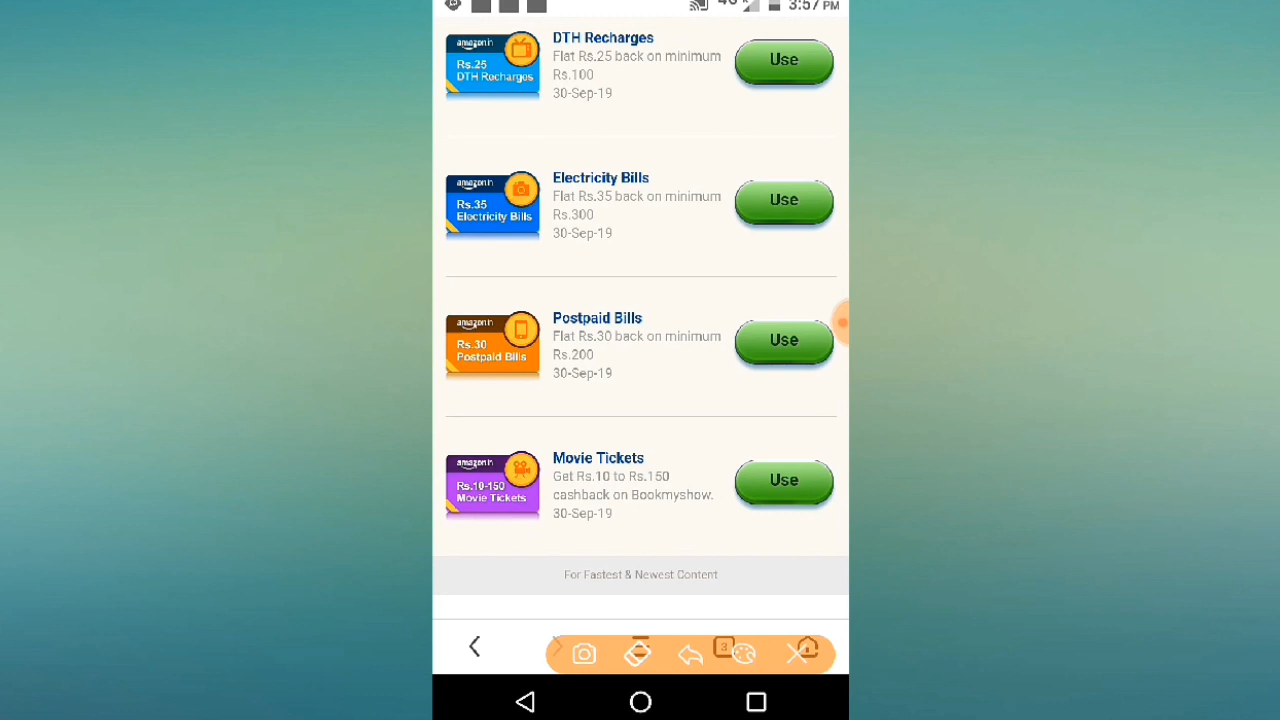 3:57 PM
amazon.in
Rs.25
DTH Recharges
DTH Recharges
Flat Rs.25 back on minimum
Rs.100
30-Sep-19
Use
amazon.in
Rs.35
Electricity Bills
Electricity Bills
Flat Rs.35 back on minimum
Rs.300
30-Sep-19
Use
amazon.in
Rs.30
Postpaid Bills
Postpaid Bills
Flat Rs.30 back on minimum
Rs.200
30-Sep-19
Use
amazon.in
Rs.10-150
Movie Tickets
Movie Tickets
Get Rs.10 to Rs.150
cashback on Bookmyshow.
30-Sep-19
Use
For Fastest & Newest Content
3